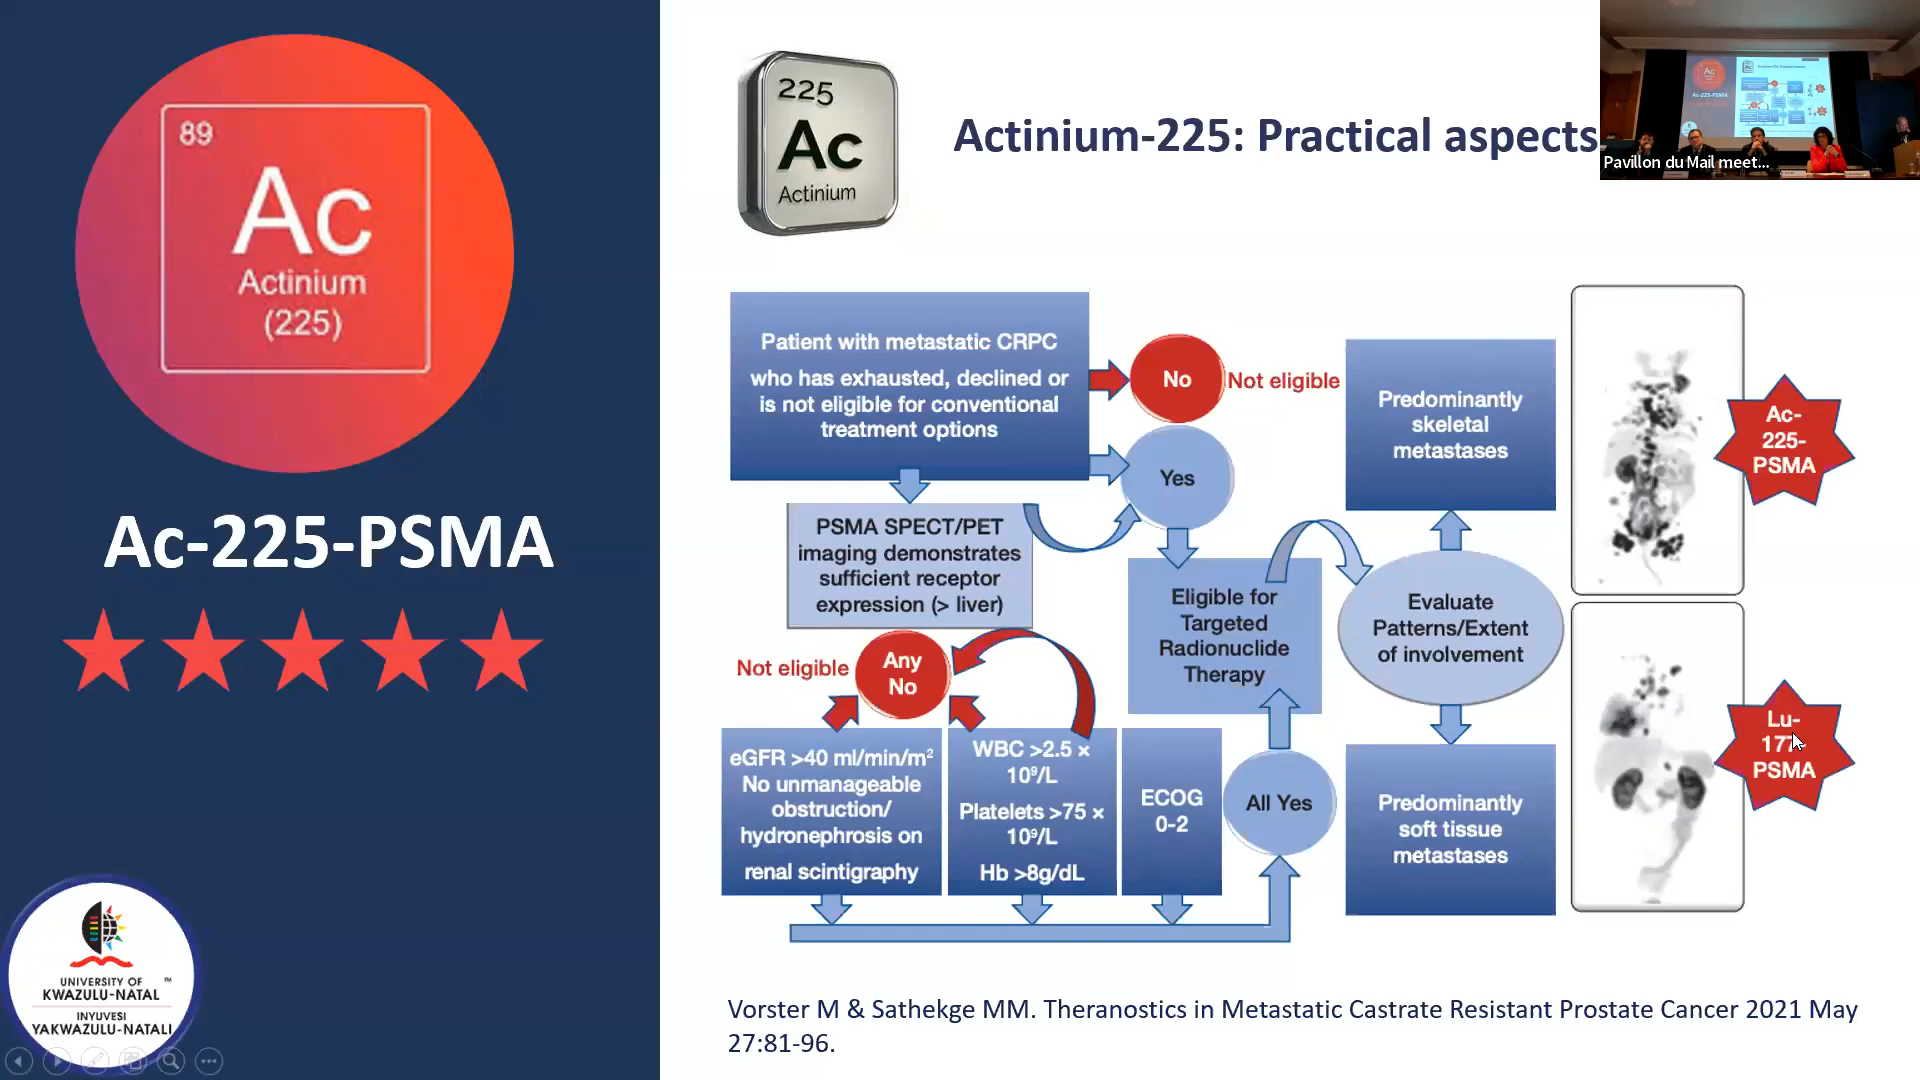 89
Ac
Actinium
(225)
Ac-225-PSMA
UNIVERSITY OF
KWAZULU-NATAL
™
INYUVESI
YAKWAZULU-NATALI
225
Ac
Actinium
Actinium-225: Practical aspects
Pavillon du Mail meet...
Patient with metastatic CRPC
who has exhausted, declined or
is not eligible for conventional
treatment options
No
Not eligible
Yes
PSMA SPECT/PET
imaging demonstrates
sufficient receptor
expression (> liver)
Not eligible
Any
No
eGFR >40 ml/min/m²
No unmanageable
obstruction/
hydronephrosis on
renal scintigraphy
WBC >2.5 ×
10⁹/L
Platelets >75 ×
10⁹/L
Hb >8g/dL
ECOG
0-2
All Yes
Eligible for
Targeted
Radionuclide
Therapy
Evaluate
Patterns/Extent
of involvement
Predominantly
skeletal
metastases
Predominantly
soft tissue
metastases
Ac-
225-
PSMA
Lu-
177-
PSMA
Vorster M & Sathekge MM. Theranostics in Metastatic Castrate Resistant Prostate Cancer 2021 May
27:81-96.